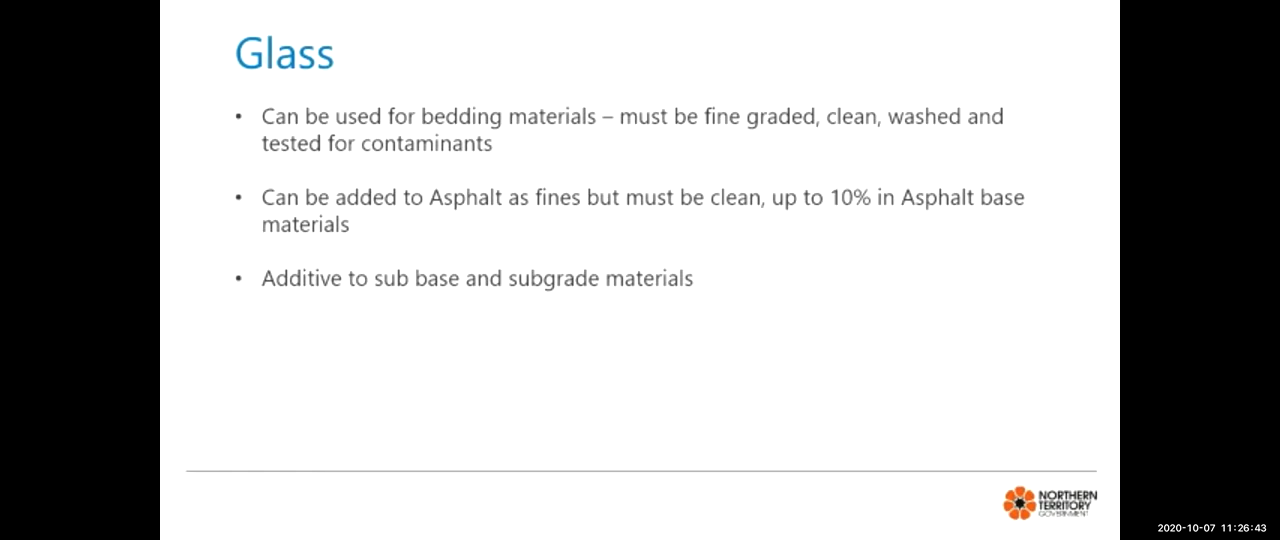 Glass
• Can be used for bedding materials – must be fine graded, clean, washed and
tested for contaminants
• Can be added to Asphalt as fines but must be clean, up to 10% in Asphalt base
materials
• Additive to sub base and subgrade materials
NORTHERN
TERRITORY
GOVERNMENT
2020-10-07 11:26:43